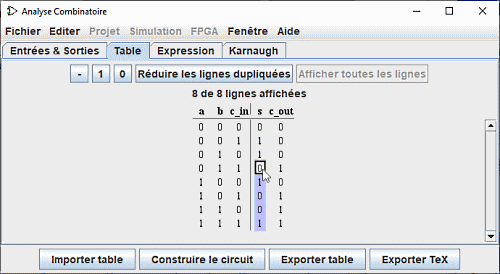 Analyse Combinatoire
Fichier Editer Projet Simulation FPGA Fenêtre Aide
Entrées & Sorties Table Expression Karnaugh
- 1 0 Réduire les lignes dupliquées Afficher toutes les lignes
8 de 8 lignes affichées
a b c_in s c_out
0 0 0 0 0
0 0 1 1 0
0 1 0 1 0
0 1 1 0 1
1 0 0 1 0
1 0 1 0 1
1 1 0 0 1
1 1 1 1 1
Importer table Construire le circuit Exporter table Exporter TeX